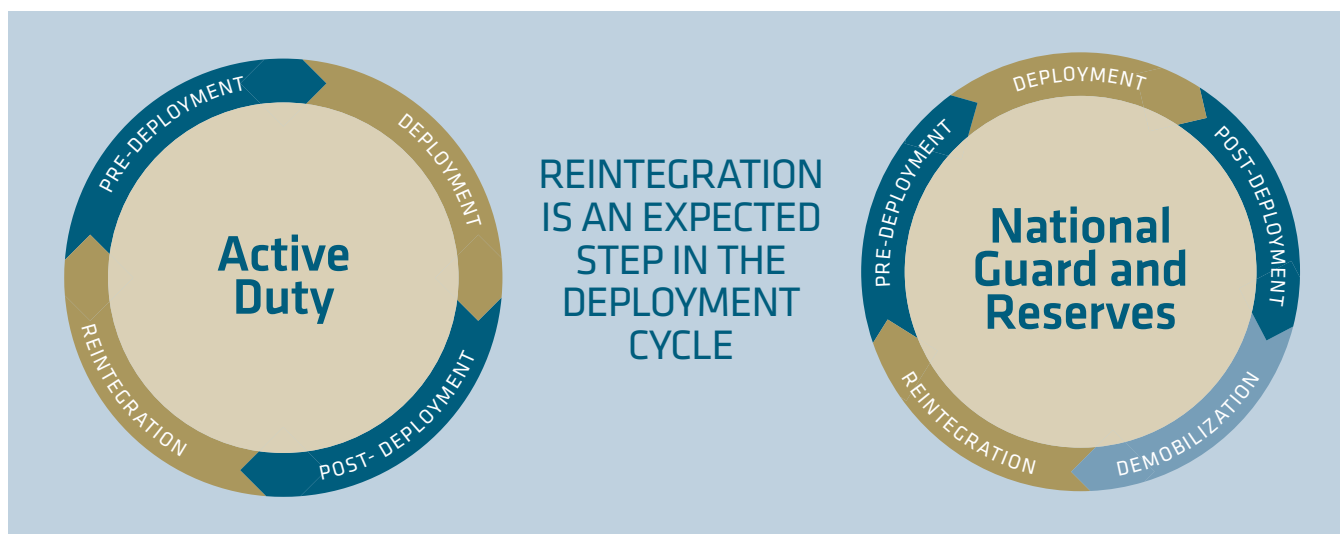 PRE-DEPLOYMENT
DEPLOYMENT
POST- DEPLOYMENT
REINTEGRATION
Active
Duty
REINTEGRATION
IS AN EXPECTED
STEP IN THE
DEPLOYMENT
CYCLE
PRE-DEPLOYMENT
DEPLOYMENT
POST-DEPLOYMENT
DEMOBILIZATION
REINTEGRATION
National
Guard and
Reserves